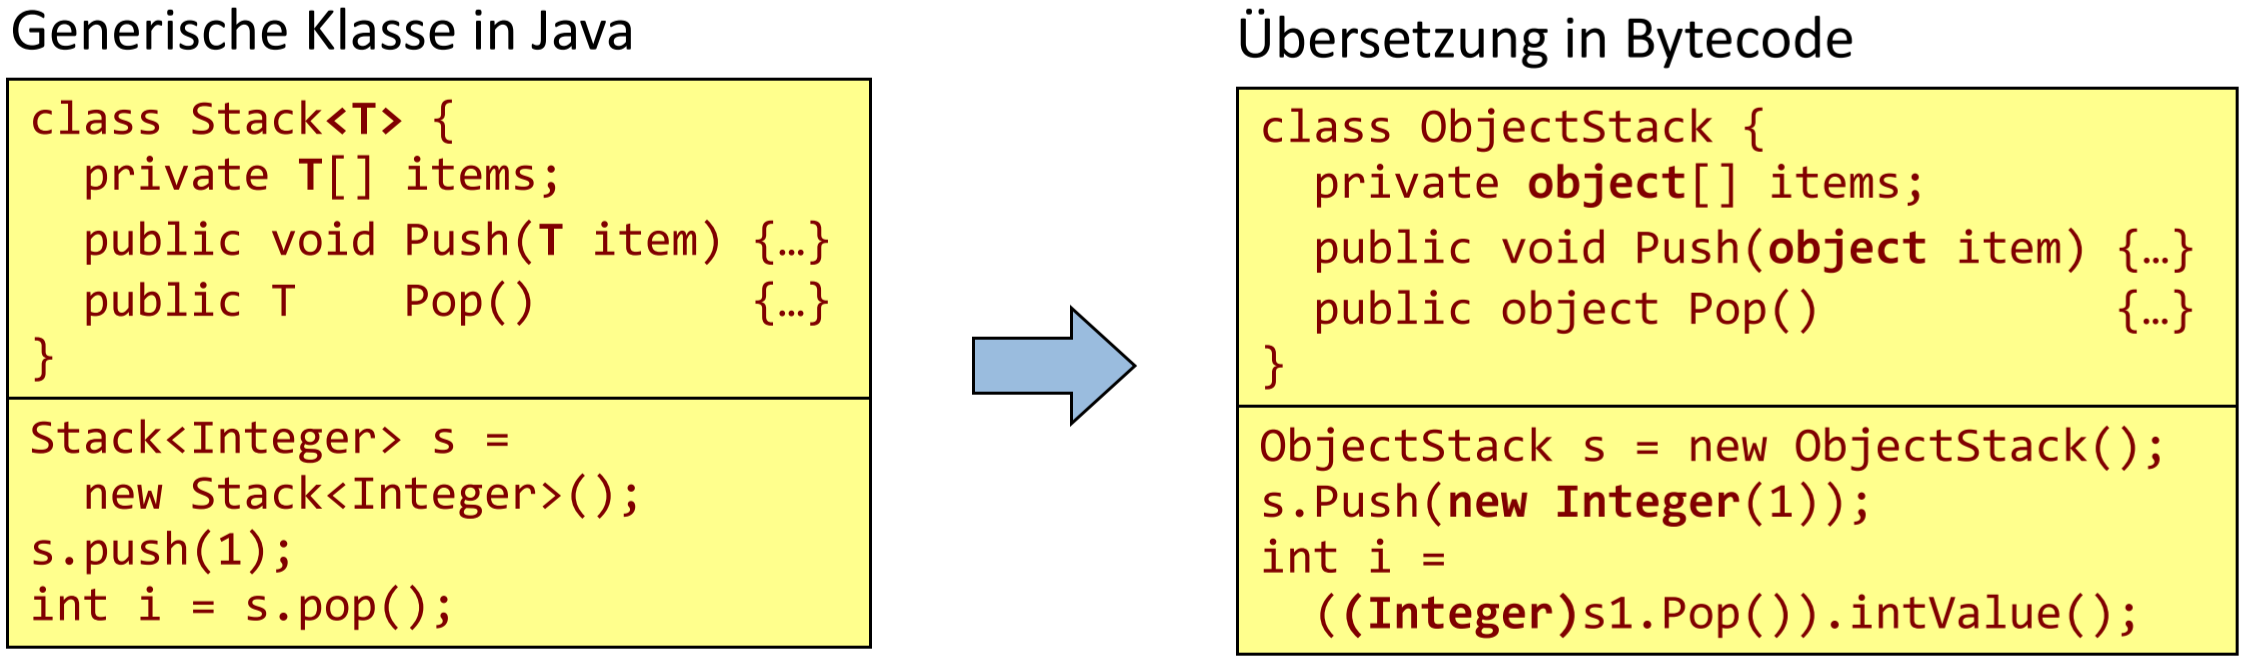 Generische Klasse in Java
class Stack<T> {
  private T[] items;
  public void Push(T item) {…}
  public T    Pop()        {…}
}
Stack<Integer> s =
  new Stack<Integer>();
s.push(1);
int i = s.pop();
Übersetzung in Bytecode
class ObjectStack {
  private object[] items;
  public void Push(object item) {…}
  public object Pop()           {…}
}
ObjectStack s = new ObjectStack();
s.Push(new Integer(1));
int i =
  ((Integer)s1.Pop()).intValue();